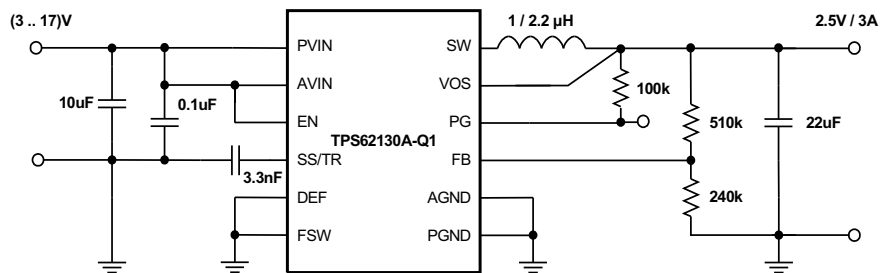 (3 .. 17)V
1 / 2.2 µH
2.5V / 3A
PVIN
SW
AVIN
VOS
100k
10uF
0.1uF
EN
PG
510k
22uF
TPS62130A-Q1
SS/TR
FB
3.3nF
DEF
AGND
240k
FSW
PGND